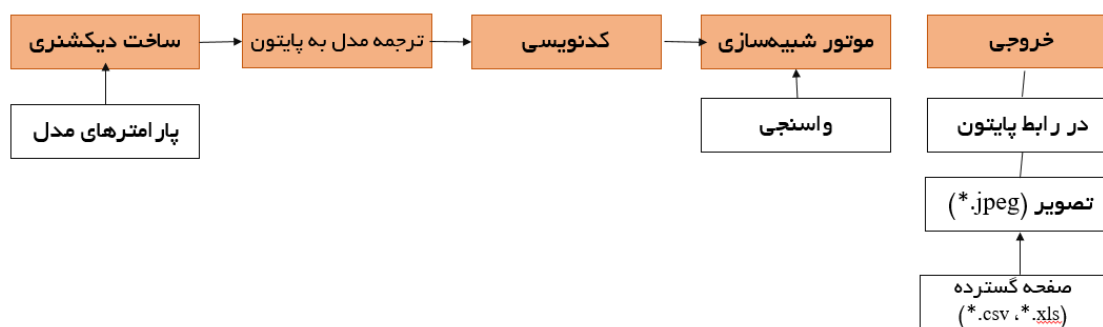 ساخت دیکشنری
ترجمه مدل به پایتون
کدنویسی
موتور شبیه‌سازی
خروجی
پارامترهای مدل
واسنجی
در رابط پایتون
تصویر (*.jpeg)
صفحه گسترده
(*.csv ،*.xls)